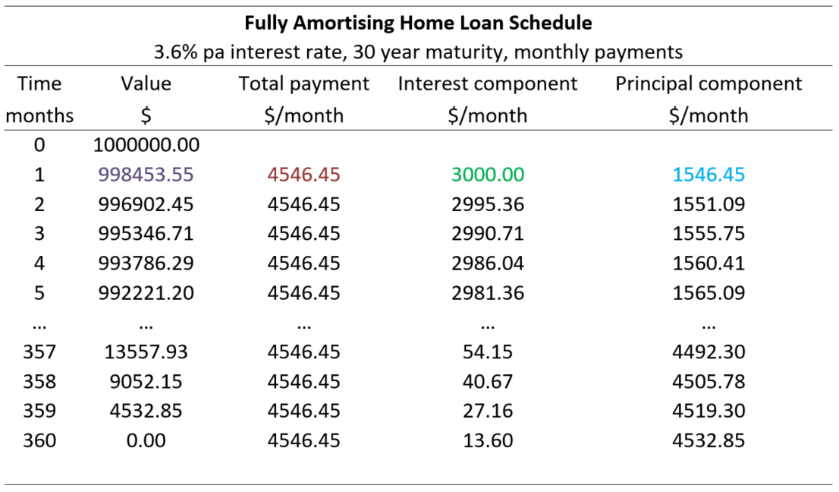 Fully Amortising Home Loan Schedule
3.6% pa interest rate, 30 year maturity, monthly payments
Time Value Total payment Interest component Principal component
months $ $/month $/month $/month
0 1000000.00
1 998453.55 4546.45 3000.00 1546.45
2 996902.45 4546.45 2995.36 1551.09
3 995346.71 4546.45 2990.71 1555.75
4 993786.29 4546.45 2986.04 1560.41
5 992221.20 4546.45 2981.36 1565.09
... ... ... ... ...
357 13557.93 4546.45 54.15 4492.30
358 9052.15 4546.45 40.67 4505.78
359 4532.85 4546.45 27.16 4519.30
360 0.00 4546.45 13.60 4532.85